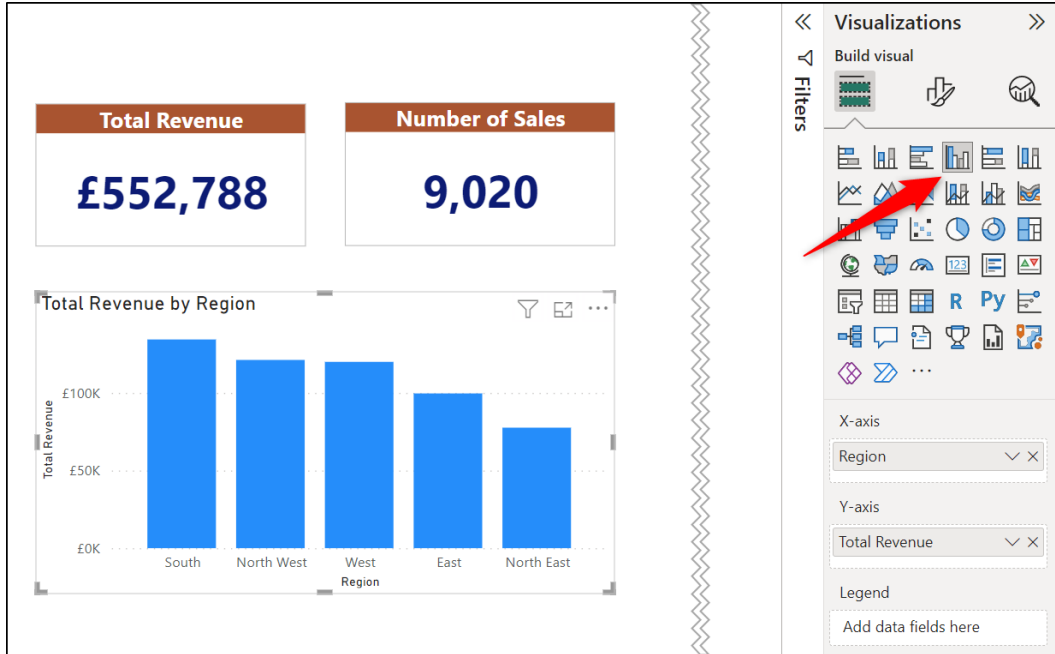 Total Revenue
£552,788
Number of Sales
9,020
Total Revenue by Region
Total Revenue
£100K
£50K
£0K
South North West West East North East
Region
Filters
Visualizations
Build visual
123
R Py
X-axis
Region
Y-axis
Total Revenue
Legend
Add data fields here